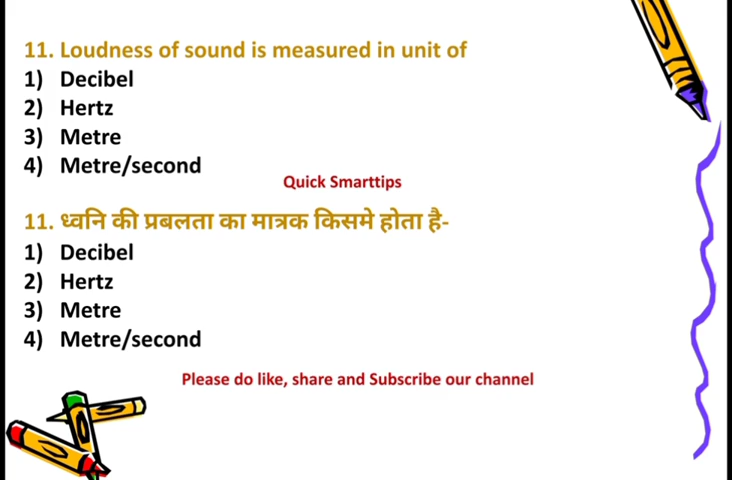 11. Loudness of sound is measured in unit of
1) Decibel
2) Hertz
3) Metre
4) Metre/second
Quick Smarttips
11. ध्वनि की प्रबलता का मात्रक किसमे होता है-
1) Decibel
2) Hertz
3) Metre
4) Metre/second
Please do like, share and Subscribe our channel